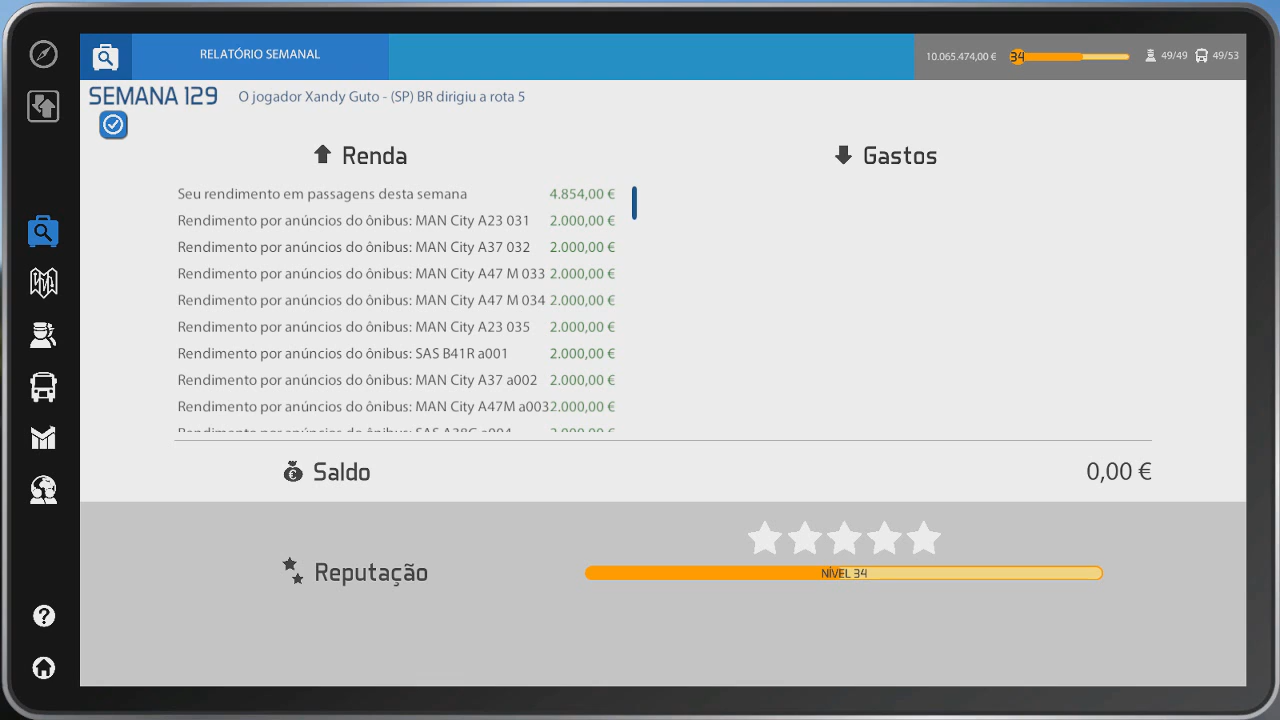 RELATÓRIO SEMANAL
10.065.474,00 €
34
49/49
49/53
SEMANA 129
O jogador Xandy Guto - (SP) BR dirigiu a rota 5
Renda
Gastos
Seu rendimento em passagens desta semana 4.854,00 €
Rendimento por anúncios do ônibus: MAN City A23 031 2.000,00 €
Rendimento por anúncios do ônibus: MAN City A37 032 2.000,00 €
Rendimento por anúncios do ônibus: MAN City A47 M 033 2.000,00 €
Rendimento por anúncios do ônibus: MAN City A47 M 034 2.000,00 €
Rendimento por anúncios do ônibus: MAN City A23 035 2.000,00 €
Rendimento por anúncios do ônibus: SAS B41R a001 2.000,00 €
Rendimento por anúncios do ônibus: MAN City A37 a002 2.000,00 €
Rendimento por anúncios do ônibus: MAN City A47M a003 2.000,00 €
Rendimento por anúncios do ônibus: SAS
Saldo
0,00 €
Reputação
NÍVEL 34